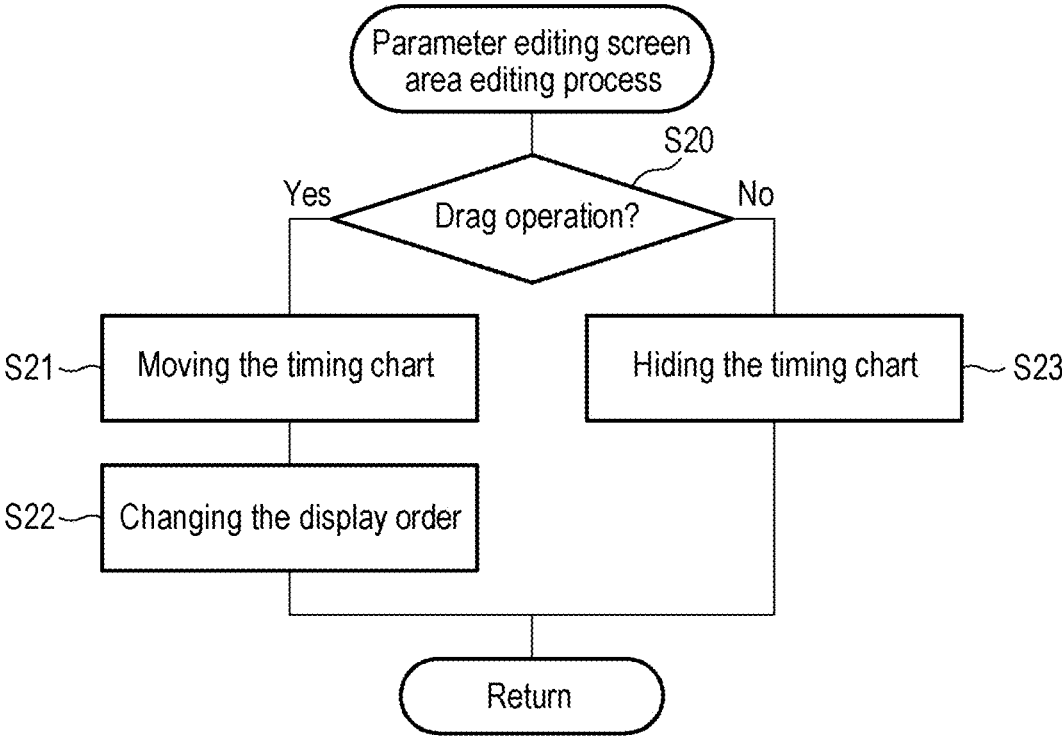 Parameter editing screen
area editing process
S20
Yes
No
Drag operation?
S21
Moving the timing chart
Hiding the timing chart
S23
S22
Changing the display order
Return